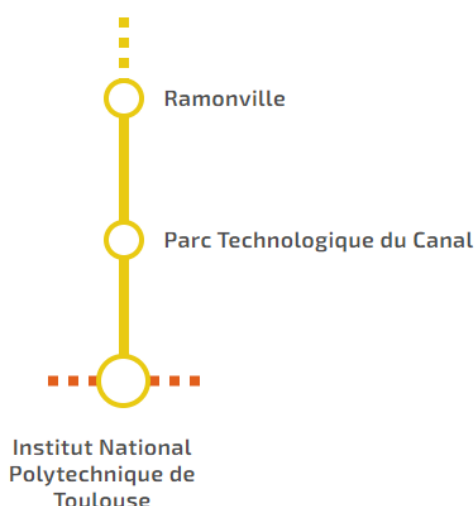 Ramonville
Parc Technologique du Canal
Institut National
Polytechnique de
Toulouse